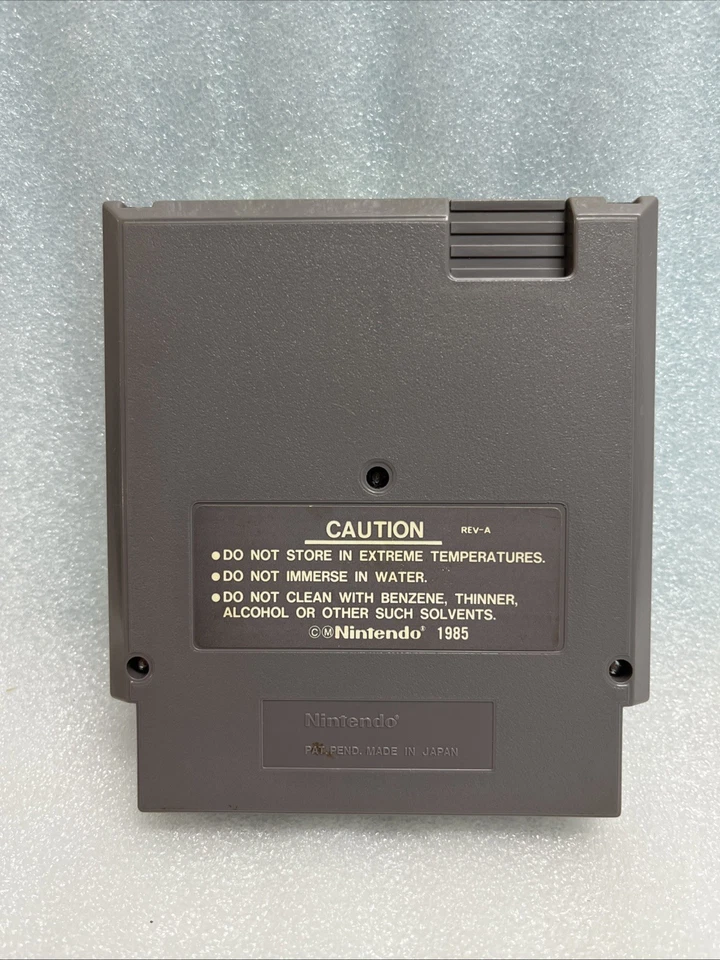 CAUTION REV-A
●DO NOT STORE IN EXTREME TEMPERATURES.
●DO NOT IMMERSE IN WATER.
●DO NOT CLEAN WITH BENZENE, THINNER,
ALCOHOL OR OTHER SUCH SOLVENTS.
©ⓂNintendo® 1985
Nintendo®
PAT. PEND. MADE IN JAPAN